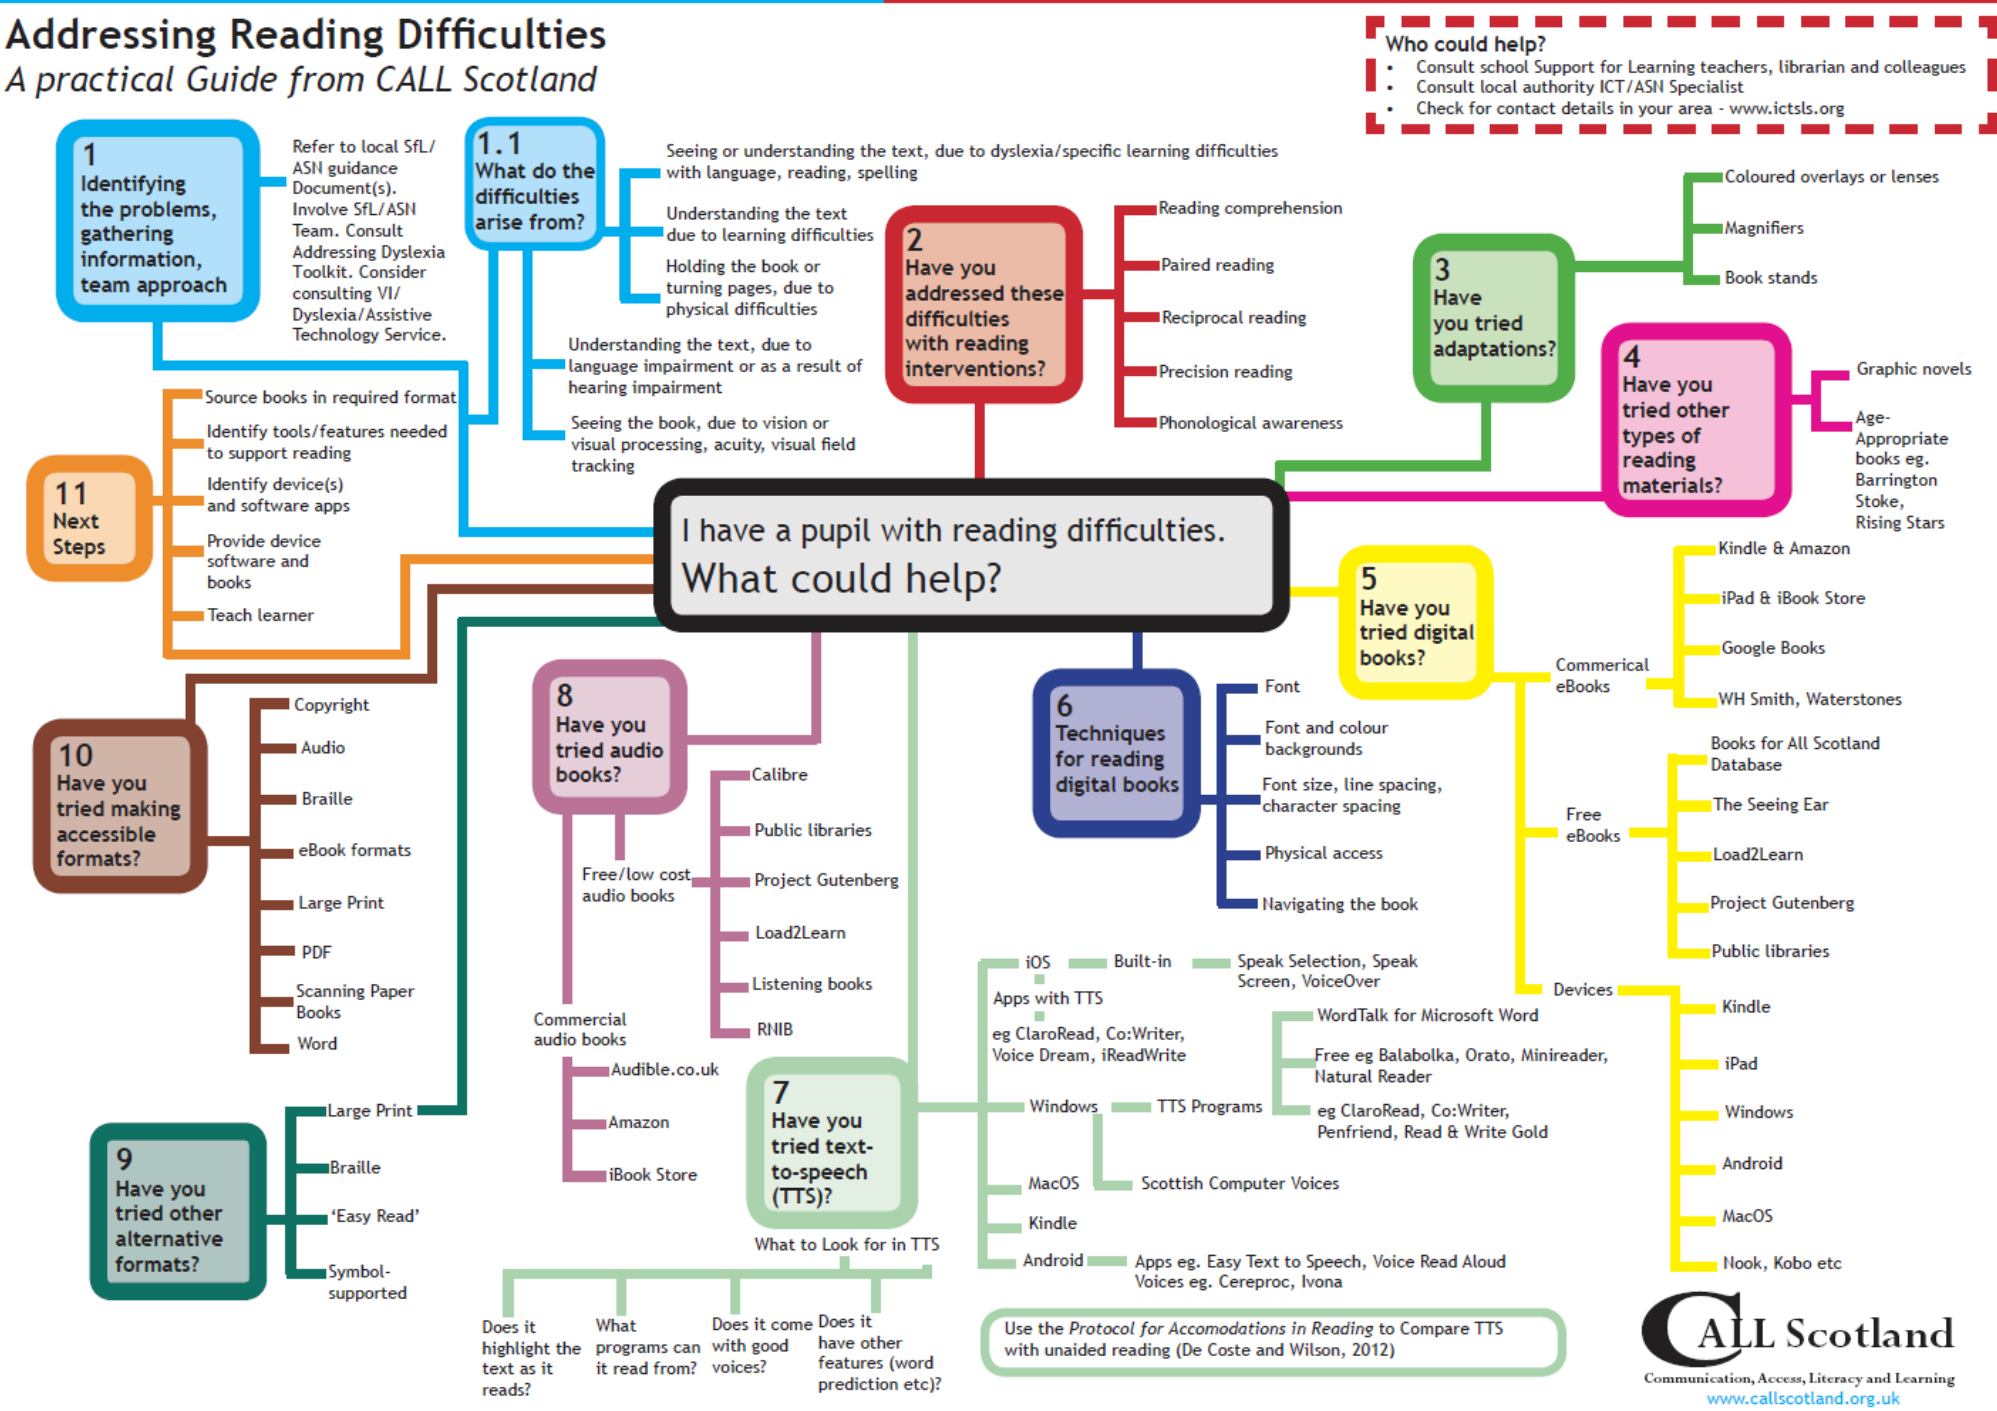 Addressing Reading Difficulties
A practical Guide from CALL Scotland
Who could help?
• Consult school Support for Learning teachers, librarian and colleagues
• Consult local authority ICT/ASN Specialist
• Check for contact details in your area - www.ictsls.org
1
Identifying
the problems,
gathering
information,
team approach
Refer to local SfL/
ASN guidance
Document(s).
Involve SfL/ASN
Team. Consult
Addressing Dyslexia
Toolkit. Consider
consulting VI/
Dyslexia/Assistive
Technology Service.
1.1
What do the
difficulties
arise from?
Seeing or understanding the text, due to dyslexia/specific learning difficulties
with language, reading, spelling
Understanding the text
due to learning difficulties
Holding the book or
turning pages, due to
physical difficulties
Understanding the text, due to
language impairment or as a result of
hearing impairment
Seeing the book, due to vision or
visual processing, acuity, visual field
tracking
2
Have you
addressed these
difficulties
with reading
interventions?
Reading comprehension
Paired reading
Reciprocal reading
Precision reading
Phonological awareness
3
Have
you tried
adaptations?
Coloured overlays or lenses
Magnifiers
Book stands
4
Have you
tried other
types of
reading
materials?
Graphic novels
Age-
Appropriate
books eg.
Barrington
Stoke,
Rising Stars
I have a pupil with reading difficulties.
What could help?
5
Have you
tried digital
books?
Commerical
eBooks
Kindle & Amazon
iPad & iBook Store
Google Books
WH Smith, Waterstones
Free
eBooks
Books for All Scotland
Database
The Seeing Ear
Load2Learn
Project Gutenberg
Public libraries
Devices
Kindle
iPad
Windows
Android
MacOS
Nook, Kobo etc
6
Techniques
for reading
digital books
Font
Font and colour
backgrounds
Font size, line spacing,
character spacing
Physical access
Navigating the book
7
Have you
tried text-
to-speech
(TTS)?
iOS
Built-in
Speak Selection, Speak
Screen, VoiceOver
Apps with TTS
eg ClaroRead, Co:Writer,
Voice Dream, iReadWrite
Windows
TTS Programs
WordTalk for Microsoft Word
Free eg Balabolka, Orato, Minireader,
Natural Reader
eg ClaroRead, Co:Writer,
Penfriend, Read & Write Gold
Scottish Computer Voices
MacOS
Kindle
Android
Apps eg. Easy Text to Speech, Voice Read Aloud
Voices eg. Cereproc, Ivona
What to Look for in TTS
Does it
highlight the
text as it
reads?
What
programs can
it read from?
Does it come
with good
voices?
Does it
have other
features (word
prediction etc)?
Use the Protocol for Accomodations in Reading to Compare TTS
with unaided reading (De Coste and Wilson, 2012)
8
Have you
tried audio
books?
Free/low cost
audio books
Calibre
Public libraries
Project Gutenberg
Load2Learn
Listening books
RNIB
Commercial
audio books
Audible.co.uk
Amazon
iBook Store
9
Have you
tried other
alternative
formats?
Large Print
Braille
‘Easy Read’
Symbol-
supported
10
Have you
tried making
accessible
formats?
Copyright
Audio
Braille
eBook formats
Large Print
PDF
Scanning Paper
Books
Word
11
Next
Steps
Source books in required format
Identify tools/features needed
to support reading
Identify device(s)
and software apps
Provide device
software and
books
Teach learner
CALL Scotland
Communication, Access, Literacy and Learning
www.callscotland.org.uk